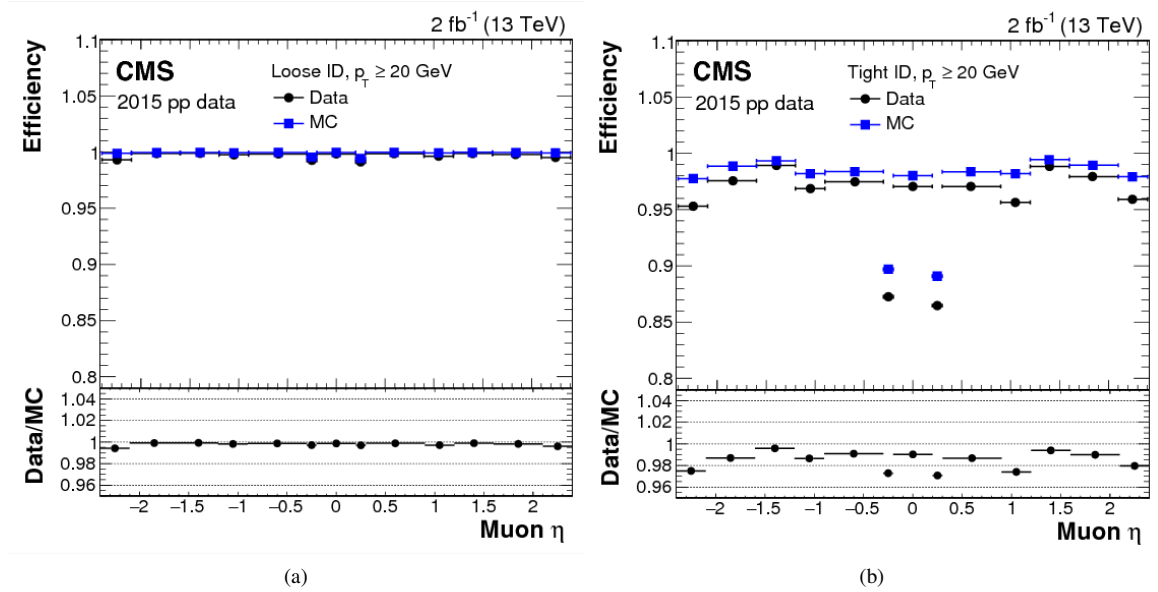 2 fb⁻¹ (13 TeV)
CMS
2015 pp data
Loose ID, p_T ≥ 20 GeV
Data
MC
Efficiency
1.1
1.05
1
0.95
0.9
0.85
0.8
Data/MC
1.04
1.02
1
0.98
0.96
−2 −1.5 −1 −0.5 0 0.5 1 1.5 2
Muon η
(a)
2 fb⁻¹ (13 TeV)
CMS
2015 pp data
Tight ID, p_T ≥ 20 GeV
Data
MC
Efficiency
1.1
1.05
1
0.95
0.9
0.85
0.8
Data/MC
1.04
1.02
1
0.98
0.96
−2 −1.5 −1 −0.5 0 0.5 1 1.5 2
Muon η
(b)